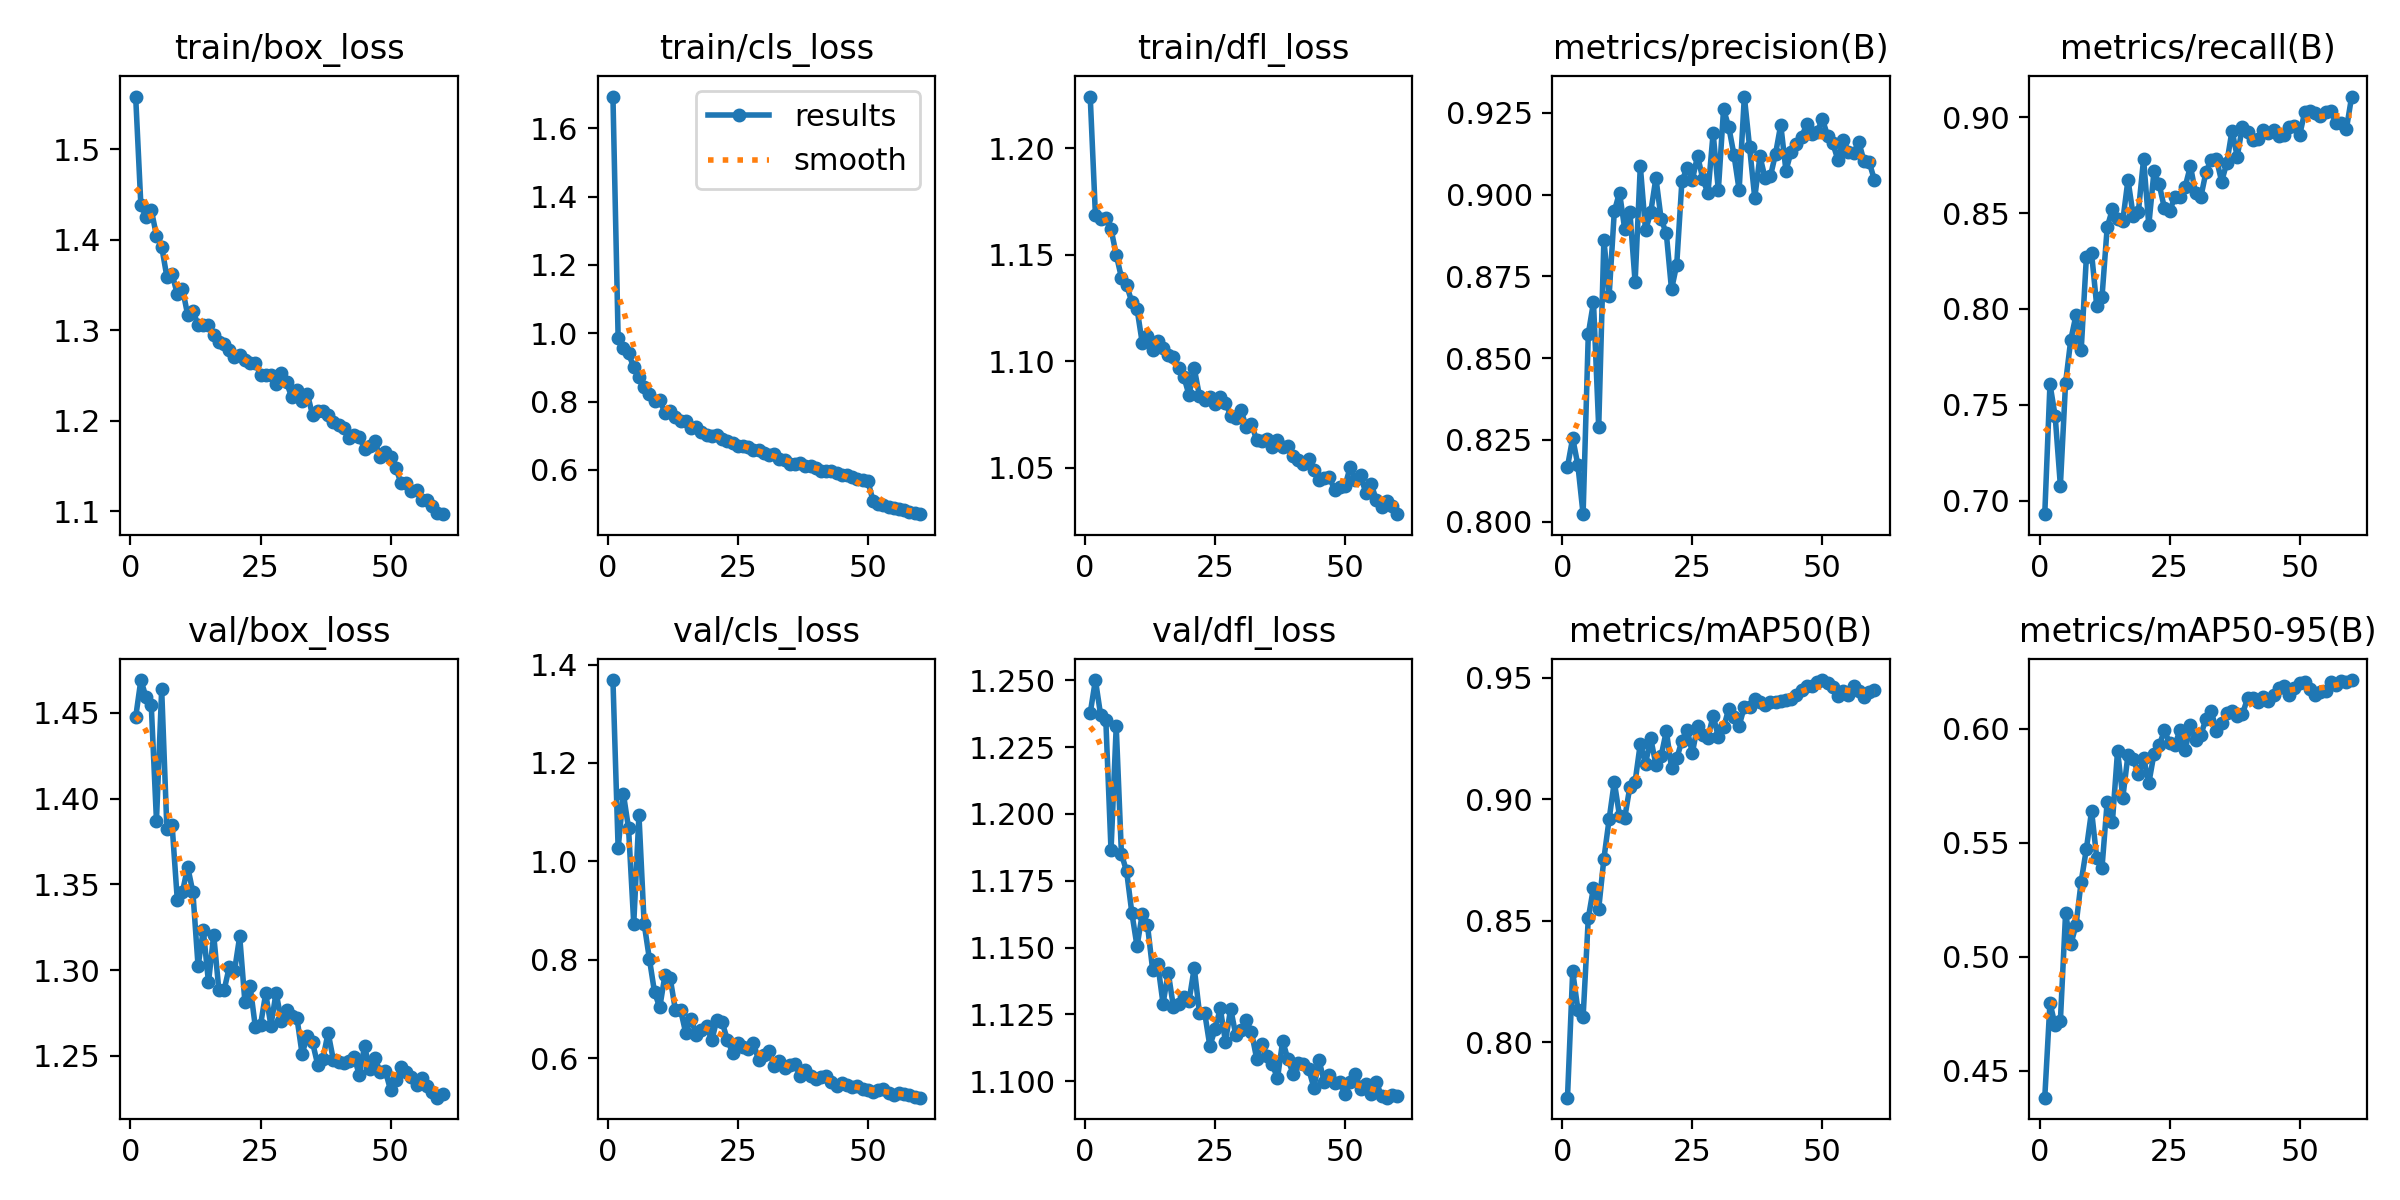 train/box_loss
1.5
1.4
1.3
1.2
1.1
0 25 50
train/cls_loss
results
smooth
1.6
1.4
1.2
1.0
0.8
0.6
0 25 50
train/dfl_loss
1.20
1.15
1.10
1.05
0 25 50
metrics/precision(B)
0.925
0.900
0.875
0.850
0.825
0.800
0 25 50
metrics/recall(B)
0.90
0.85
0.80
0.75
0.70
0 25 50
val/box_loss
1.45
1.40
1.35
1.30
1.25
0 25 50
val/cls_loss
1.4
1.2
1.0
0.8
0.6
0 25 50
val/dfl_loss
1.250
1.225
1.200
1.175
1.150
1.125
1.100
0 25 50
metrics/mAP50(B)
0.95
0.90
0.85
0.80
0 25 50
metrics/mAP50-95(B)
0.60
0.55
0.50
0.45
0 25 50